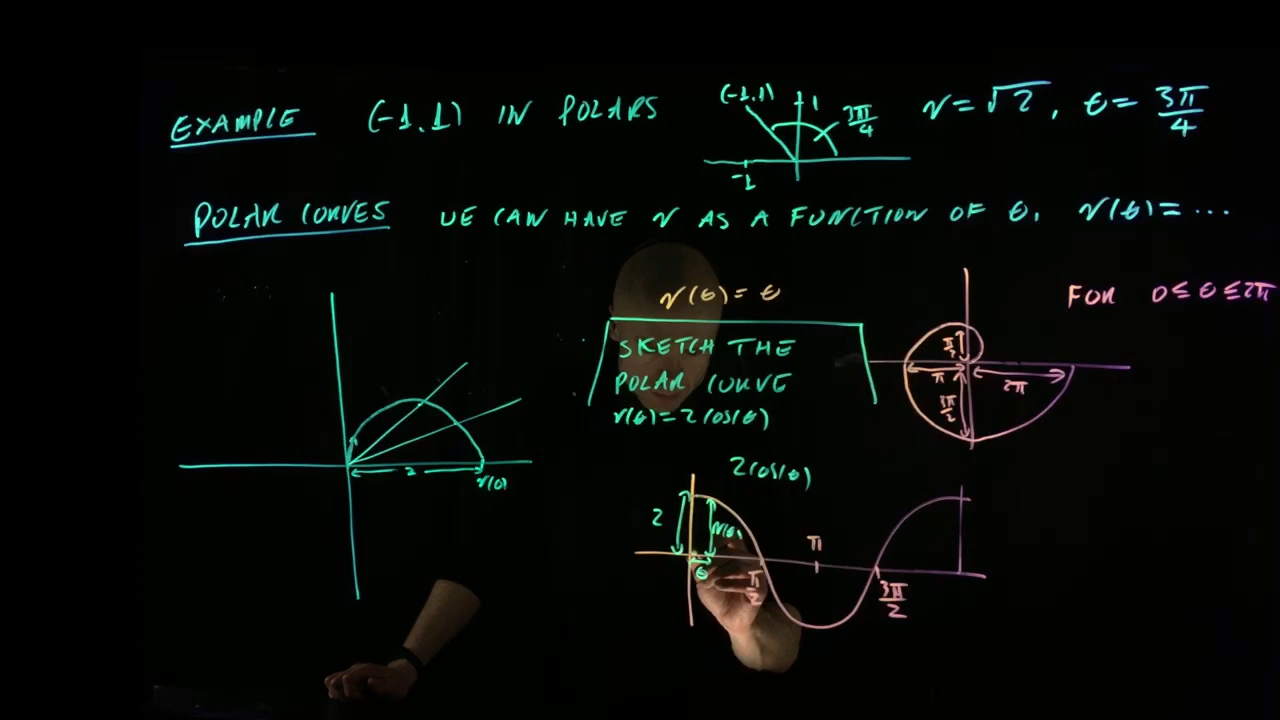 EXAMPLE (-1,1) IN POLARS (-1,1) 1 3π/4 -1 r=√2, θ=3π/4
POLAR CURVES WE CAN HAVE r AS A FUNCTION OF θ. r(θ)=...
r(θ)=θ
FOR 0≤θ≤2π
SKETCH THE
POLAR CURVE
r(θ)=2COS(θ)
π/2
π
2π
3π/2
2
r(0)
2COS(θ)
2
r(θ)
θ
π/2
π
3π/2